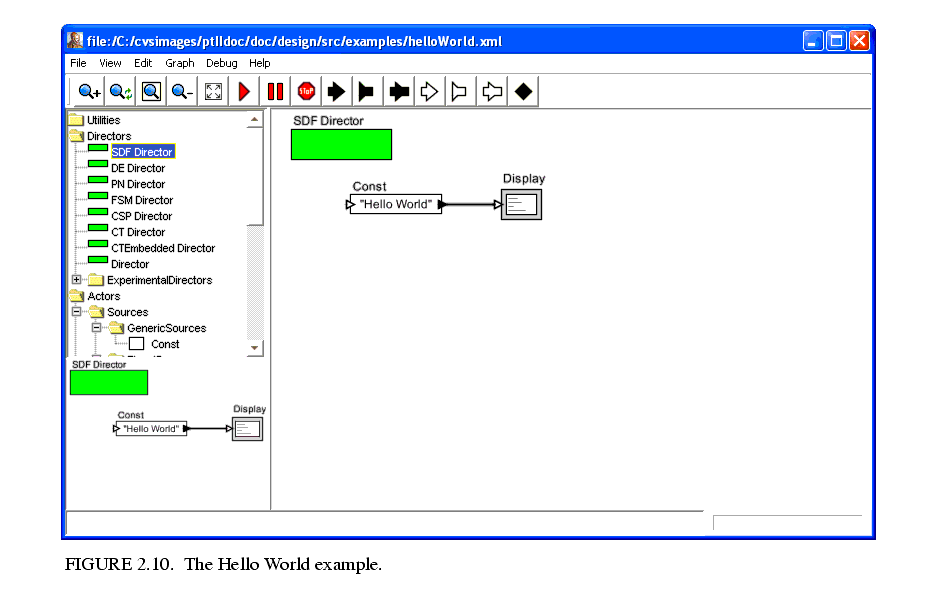 file:/C:/cvsimages/ptIIdoc/doc/design/src/examples/helloWorld.xml
File View Edit Graph Debug Help
STOP
Utilities
Directors
SDF Director
DE Director
PN Director
FSM Director
CSP Director
CT Director
CTEmbedded Director
Director
ExperimentalDirectors
Actors
Sources
GenericSources
Const
SDF Director
Const
"Hello World"
Display
SDF Director
Const
"Hello World"
Display
FIGURE 2.10. The Hello World example.